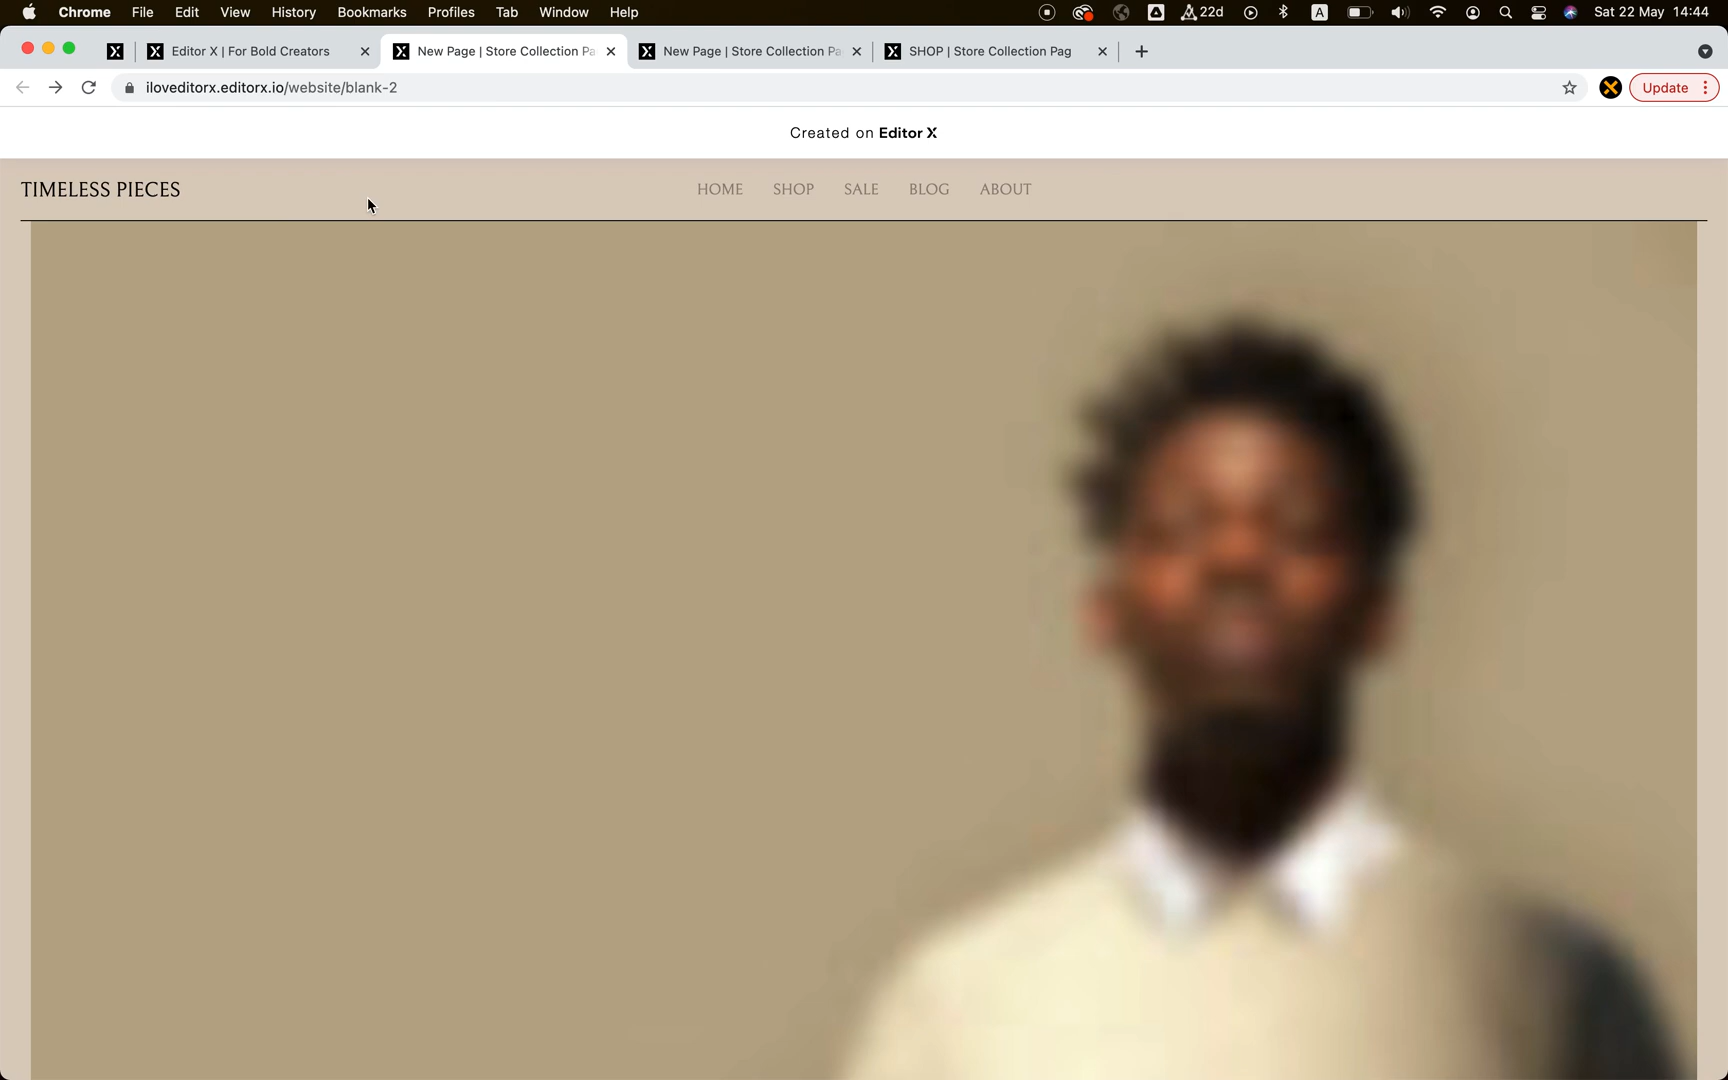 Chrome File Edit View History Bookmarks Profiles Tab Window Help 22d A Sat 22 May 14:44
Editor X | For Bold Creators New Page | Store Collection Pa New Page | Store Collection Pa SHOP | Store Collection Pag
iloveditorx.editorx.io/website/blank-2 Update
Created on Editor X
TIMELESS PIECES HOME SHOP SALE BLOG ABOUT